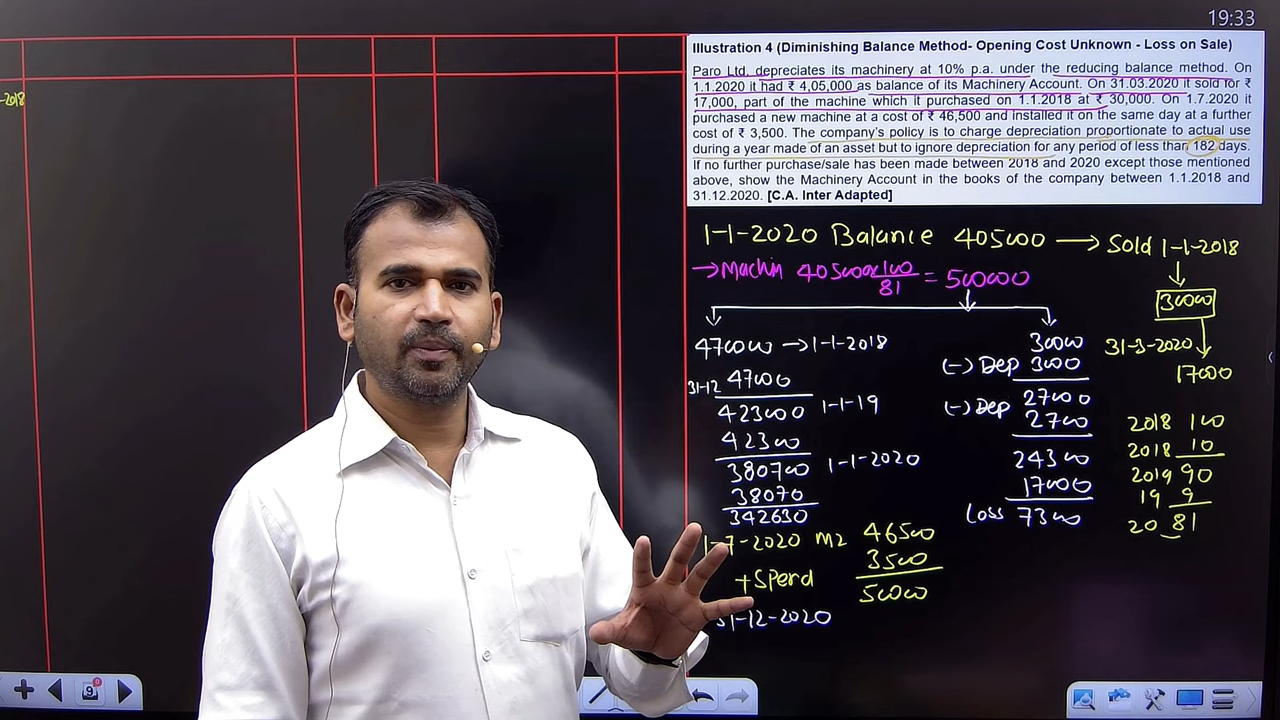 19:33
Illustration 4 (Diminishing Balance Method- Opening Cost Unknown - Loss on Sale)
Paro Ltd. depreciates its machinery at 10% p.a. under the reducing balance method. On
1.1.2020 it had ₹ 4,05,000 as balance of its Machinery Account. On 31.03.2020 it sold for ₹
17,000, part of the machine which it purchased on 1.1.2018 at ₹ 30,000. On 1.7.2020 it
purchased a new machine at a cost of ₹ 46,500 and installed it on the same day at a further
cost of ₹ 3,500. The company's policy is to charge depreciation proportionate to actual use
during a year made of an asset but to ignore depreciation for any period of less than 182 days.
If no further purchase/sale has been made between 2018 and 2020 except those mentioned
above, show the Machinery Account in the books of the company between 1.1.2018 and
31.12.2020. [C.A. Inter Adapted]
-2018
1-1-2020 Balance 405000 → Sold 1-1-2018
→ Machin 405000x100/81 = 500000
30000
470000 → 1-1-2018
31-12 47000
423000 1-1-19
42300
380700 1-1-2020
38070
342630
30000
(-) Dep 3000
27000
(-) Dep 2700
24300
17000
Loss 7300
31-3-2020
17000
2018 100
2018 10
2019 90
19 9
20 81
1-7-2020 M2 46500
+Spend 3500
50000
31-12-2020
9